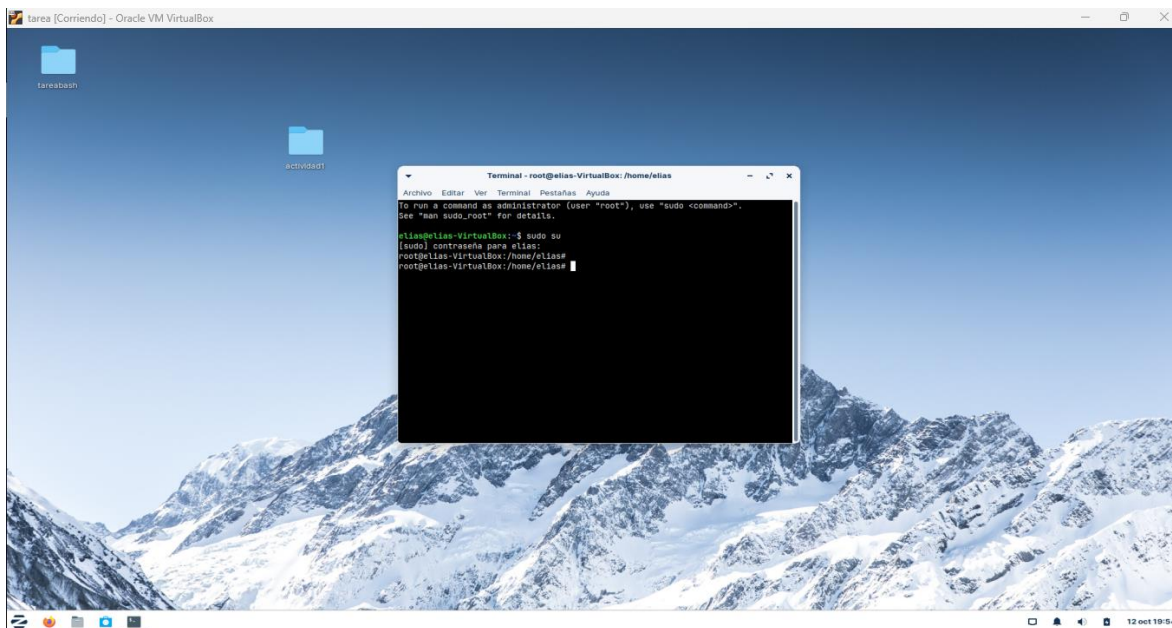 tarea [Corriendo] - Oracle VM VirtualBox
tareabash
actividad1
Terminal - root@elias-VirtualBox: /home/elias
Archivo Editar Ver Terminal Pestañas Ayuda
To run a command as administrator (user "root"), use "sudo <command>".
See "man sudo_root" for details.
elias@elias-VirtualBox:~$ sudo su
[sudo] contraseña para elias:
root@elias-VirtualBox:/home/elias#
root@elias-VirtualBox:/home/elias#
12 oct 19:5